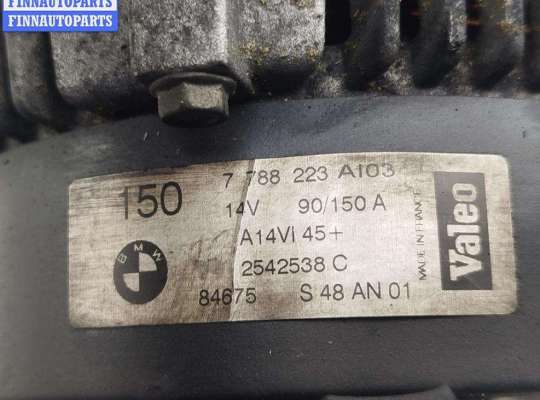 FINNAUTOPARTS
FINNAUTOPARTS
FINNAUTOPARTS
150
7 788 223 A103
14V 90/150 A
A14VI 45+
2542538 C
84675 S 48 AN 01
BMW
MADE IN FRANCE
Valeo